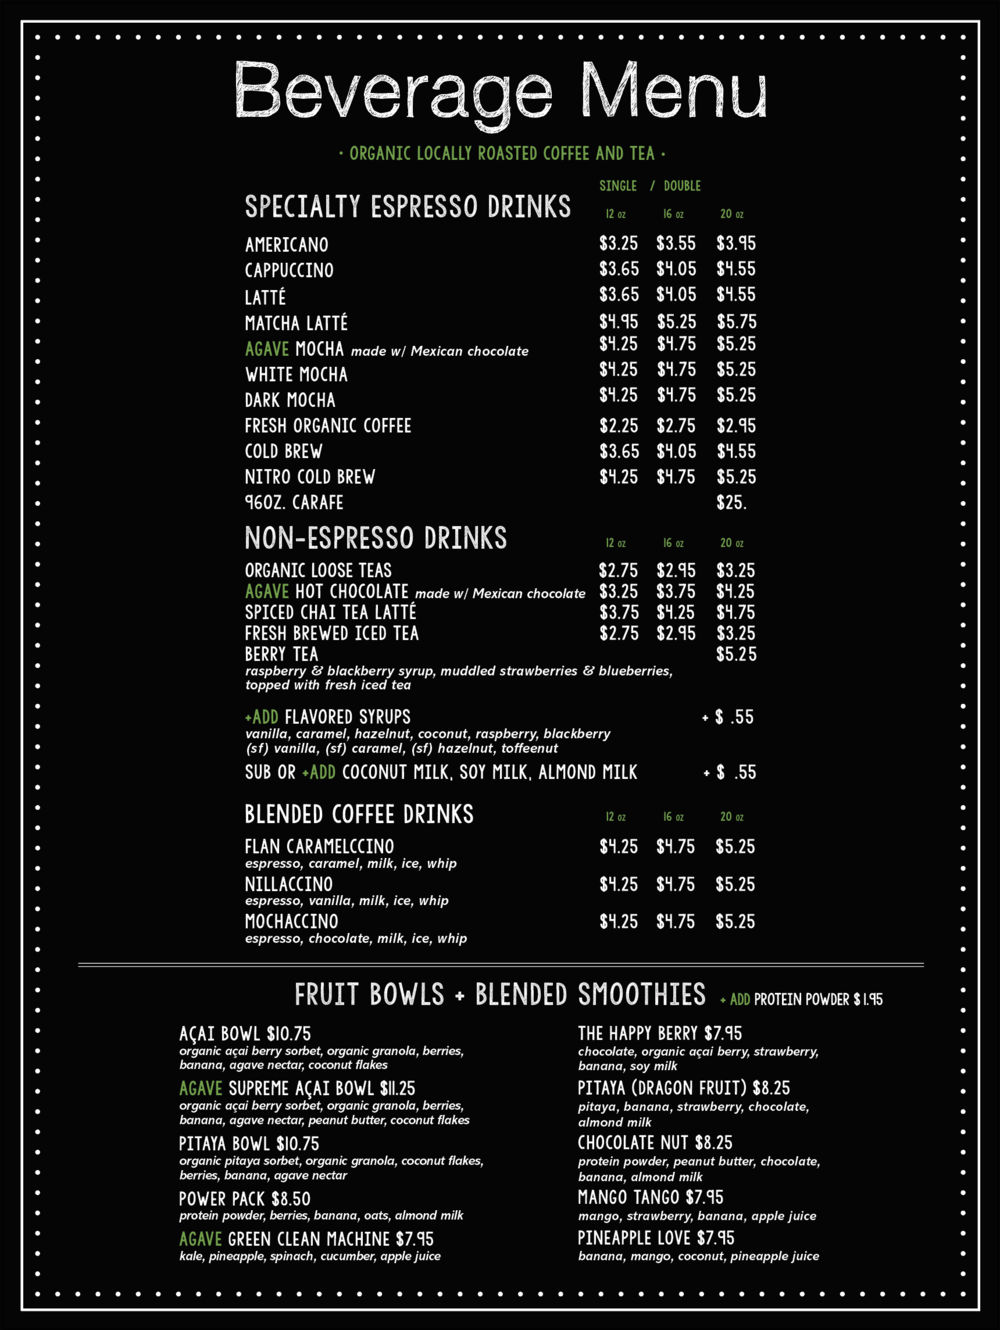 Beverage Menu
· ORGANIC LOCALLY ROASTED COFFEE AND TEA ·
SINGLE / DOUBLE
SPECIALTY ESPRESSO DRINKS 12 oz 16 oz 20 oz
AMERICANO $3.25 $3.55 $3.95
CAPPUCCINO $3.65 $4.05 $4.55
LATTÉ $3.65 $4.05 $4.55
MATCHA LATTÉ $4.95 $5.25 $5.75
AGAVE MOCHA made w/ Mexican chocolate $4.25 $4.75 $5.25
WHITE MOCHA $4.25 $4.75 $5.25
DARK MOCHA $4.25 $4.75 $5.25
FRESH ORGANIC COFFEE $2.25 $2.75 $2.95
COLD BREW $3.65 $4.05 $4.55
NITRO COLD BREW $4.25 $4.75 $5.25
96OZ. CARAFE $25.
NON-ESPRESSO DRINKS 12 oz 16 oz 20 oz
ORGANIC LOOSE TEAS $2.75 $2.95 $3.25
AGAVE HOT CHOCOLATE made w/ Mexican chocolate $3.25 $3.75 $4.25
SPICED CHAI TEA LATTÉ $3.75 $4.25 $4.75
FRESH BREWED ICED TEA $2.75 $2.95 $3.25
BERRY TEA $5.25
raspberry & blackberry syrup, muddled strawberries & blueberries,
topped with fresh iced tea
+ADD FLAVORED SYRUPS + $ .55
vanilla, caramel, hazelnut, coconut, raspberry, blackberry
(sf) vanilla, (sf) caramel, (sf) hazelnut, toffeenut
SUB OR +ADD COCONUT MILK, SOY MILK, ALMOND MILK + $ .55
BLENDED COFFEE DRINKS 12 oz 16 oz 20 oz
FLAN CARAMELCCINO $4.25 $4.75 $5.25
espresso, caramel, milk, ice, whip
NILLACCINO $4.25 $4.75 $5.25
espresso, vanilla, milk, ice, whip
MOCHACCINO $4.25 $4.75 $5.25
espresso, chocolate, milk, ice, whip
FRUIT BOWLS + BLENDED SMOOTHIES + ADD PROTEIN POWDER $1.95
AÇAI BOWL $10.75
organic açai berry sorbet, organic granola, berries,
banana, agave nectar, coconut flakes
AGAVE SUPREME AÇAI BOWL $11.25
organic açai berry sorbet, organic granola, berries,
banana, agave nectar, peanut butter, coconut flakes
PITAYA BOWL $10.75
organic pitaya sorbet, organic granola, coconut flakes,
berries, banana, agave nectar
POWER PACK $8.50
protein powder, berries, banana, oats, almond milk
AGAVE GREEN CLEAN MACHINE $7.95
kale, pineapple, spinach, cucumber, apple juice
THE HAPPY BERRY $7.95
chocolate, organic açai berry, strawberry,
banana, soy milk
PITAYA (DRAGON FRUIT) $8.25
pitaya, banana, strawberry, chocolate,
almond milk
CHOCOLATE NUT $8.25
protein powder, peanut butter, chocolate,
banana, almond milk
MANGO TANGO $7.95
mango, strawberry, banana, apple juice
PINEAPPLE LOVE $7.95
banana, mango, coconut, pineapple juice